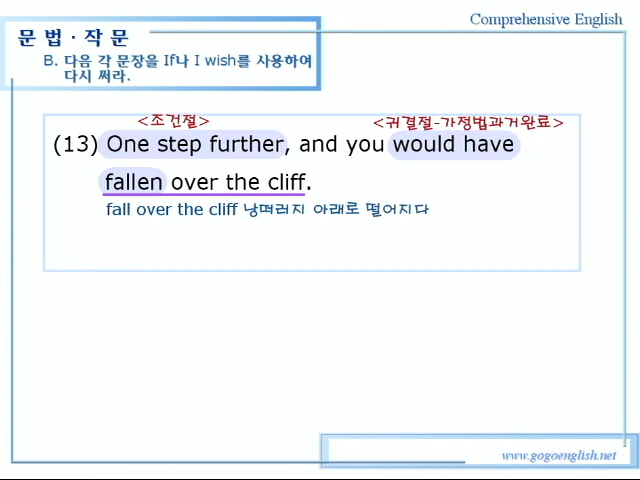 Comprehensive English
문 법 · 작 문
B. 다음 각 문장을 If나 I wish를 사용하여
다시 써라.
<조건절>
<귀결절-가정법과거완료>
(13) One step further, and you would have
fallen over the cliff.
fall over the cliff 낭떠러지 아래로 떨어지다
www.gogoenglish.net